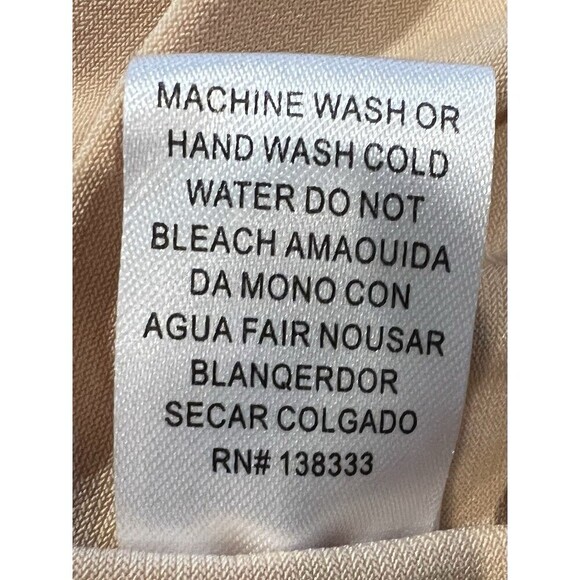 MACHINE WASH OR
HAND WASH COLD
WATER DO NOT
BLEACH AMAOUIDA
DA MONO CON
AGUA FAIR NOUSAR
BLANQERDOR
SECAR COLGADO
RN# 138333